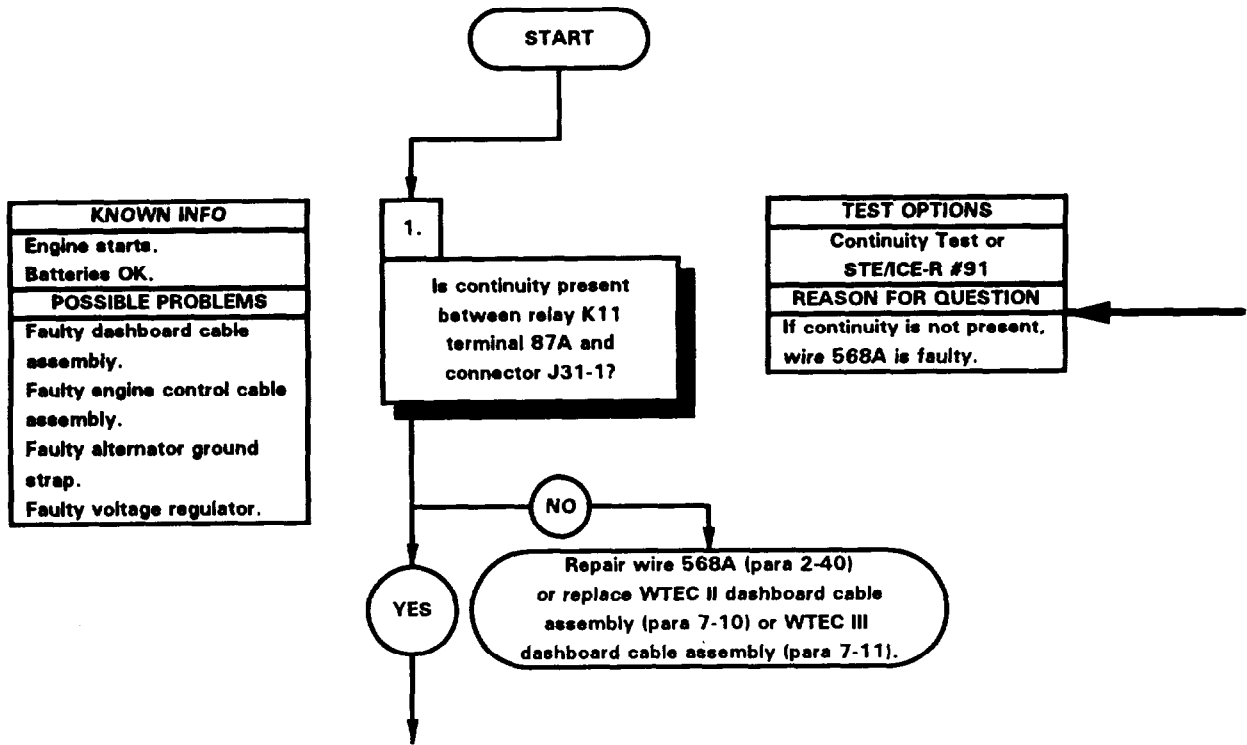 START
KNOWN INFO
Engine starts.
Batteries OK.
POSSIBLE PROBLEMS
Faulty dashboard cable
assembly.
Faulty engine control cable
assembly.
Faulty alternator ground
strap.
Faulty voltage regulator.
1.
Is continuity present
between relay K11
terminal 87A and
connector J31-1?
TEST OPTIONS
Continuity Test or
STE/ICE-R #91
REASON FOR QUESTION
If continuity is not present,
wire 568A is faulty.
NO
YES
Repair wire 568A (para 2-40)
or replace WTEC II dashboard cable
assembly (para 7-10) or WTEC III
dashboard cable assembly (para 7-11).